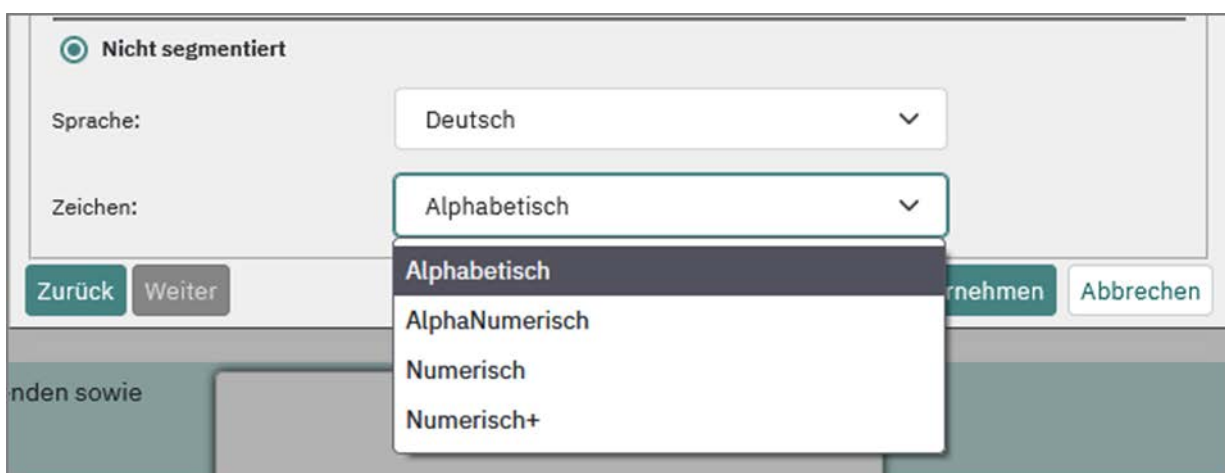 Nicht segmentiert
Sprache: Deutsch
Zeichen: Alphabetisch
Alphabetisch
Zurück Weiter rnehmen Abbrechen
AlphaNumerisch
Numerisch
nden sowie
Numerisch+